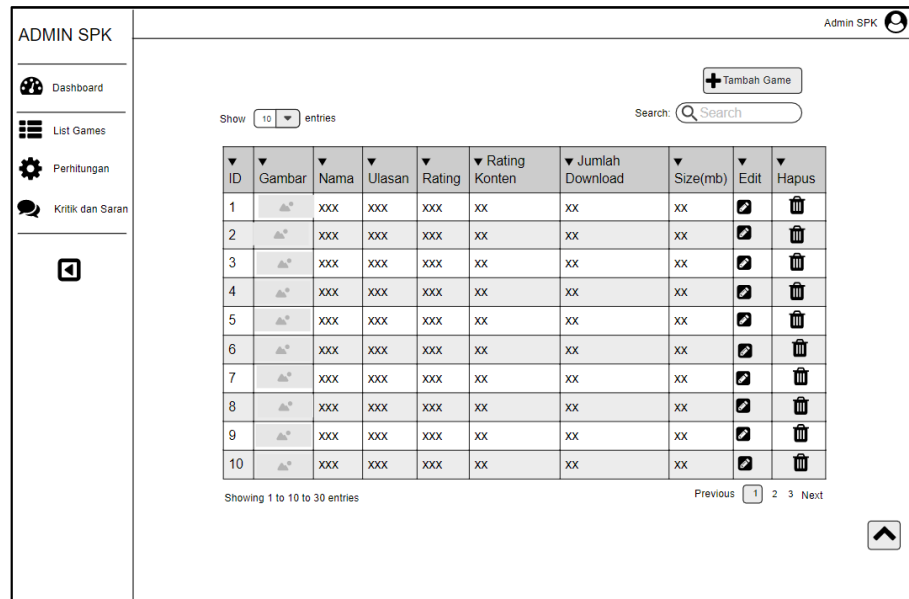 Admin SPK
ADMIN SPK
Dashboard
List Games
Perhitungan
Kritik dan Saran
Tambah Game
Show 10 entries
Search: Search
ID Gambar Nama Ulasan Rating Rating Konten Jumlah Download Size(mb) Edit Hapus
1 xxx xxx xxx xx xx xx
2 xxx xxx xxx xx xx xx
3 xxx xxx xxx xx xx xx
4 xxx xxx xxx xx xx xx
5 xxx xxx xxx xx xx xx
6 xxx xxx xxx xx xx xx
7 xxx xxx xxx xx xx xx
8 xxx xxx xxx xx xx xx
9 xxx xxx xxx xx xx xx
10 xxx xxx xxx xx xx xx
Showing 1 to 10 to 30 entries
Previous 1 2 3 Next